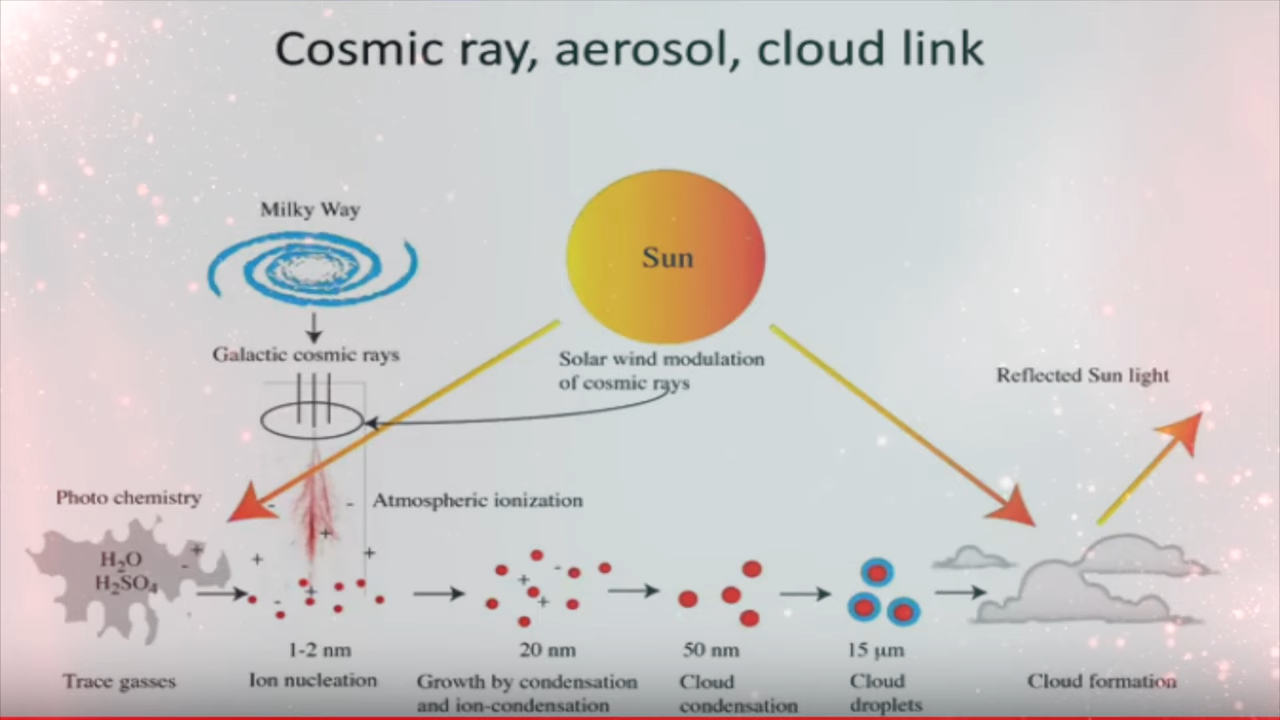 Cosmic ray, aerosol, cloud link
Milky Way
Sun
Galactic cosmic rays
Solar wind modulation
of cosmic rays
Reflected Sun light
Photo chemistry
Atmospheric ionization
H₂O
H₂SO₄
1-2 nm
20 nm
50 nm
15 µm
Trace gasses
Ion nucleation
Growth by condensation
and ion-condensation
Cloud
condensation
Cloud
droplets
Cloud formation